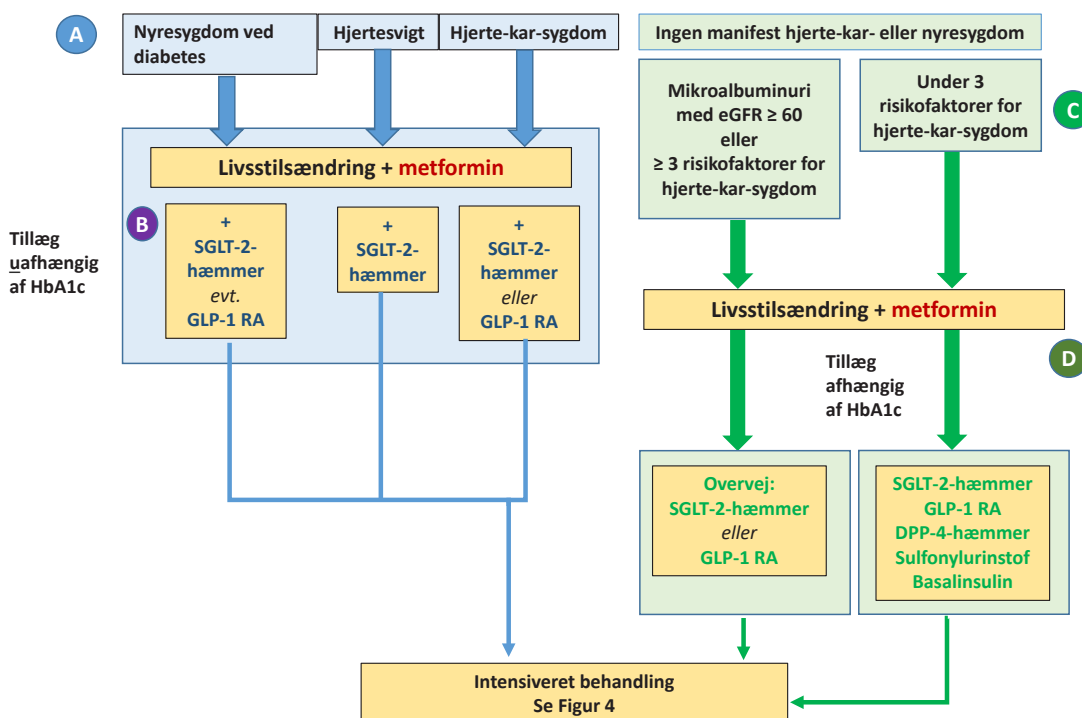 A
Nyresygdom ved
diabetes
Hjertesvigt
Hjerte-kar-sygdom
Livsstilsændring + metformin
B
Tillæg
uafhængig
af HbA1c
+
SGLT-2-
hæmmer
evt.
GLP-1 RA
+
SGLT-2-
hæmmer
+
SGLT-2-
hæmmer
eller
GLP-1 RA
Ingen manifest hjerte-kar- eller nyresygdom
Mikroalbuminuri
med eGFR ≥ 60
eller
≥ 3 risikofaktorer for
hjerte-kar-sygdom
Under 3
risikofaktorer for
hjerte-kar-sygdom
C
Livsstilsændring + metformin
D
Tillæg
afhængig
af HbA1c
Overvej:
SGLT-2-hæmmer
eller
GLP-1 RA
SGLT-2-hæmmer
GLP-1 RA
DPP-4-hæmmer
Sulfonylurinstof
Basalinsulin
Intensiveret behandling
Se Figur 4